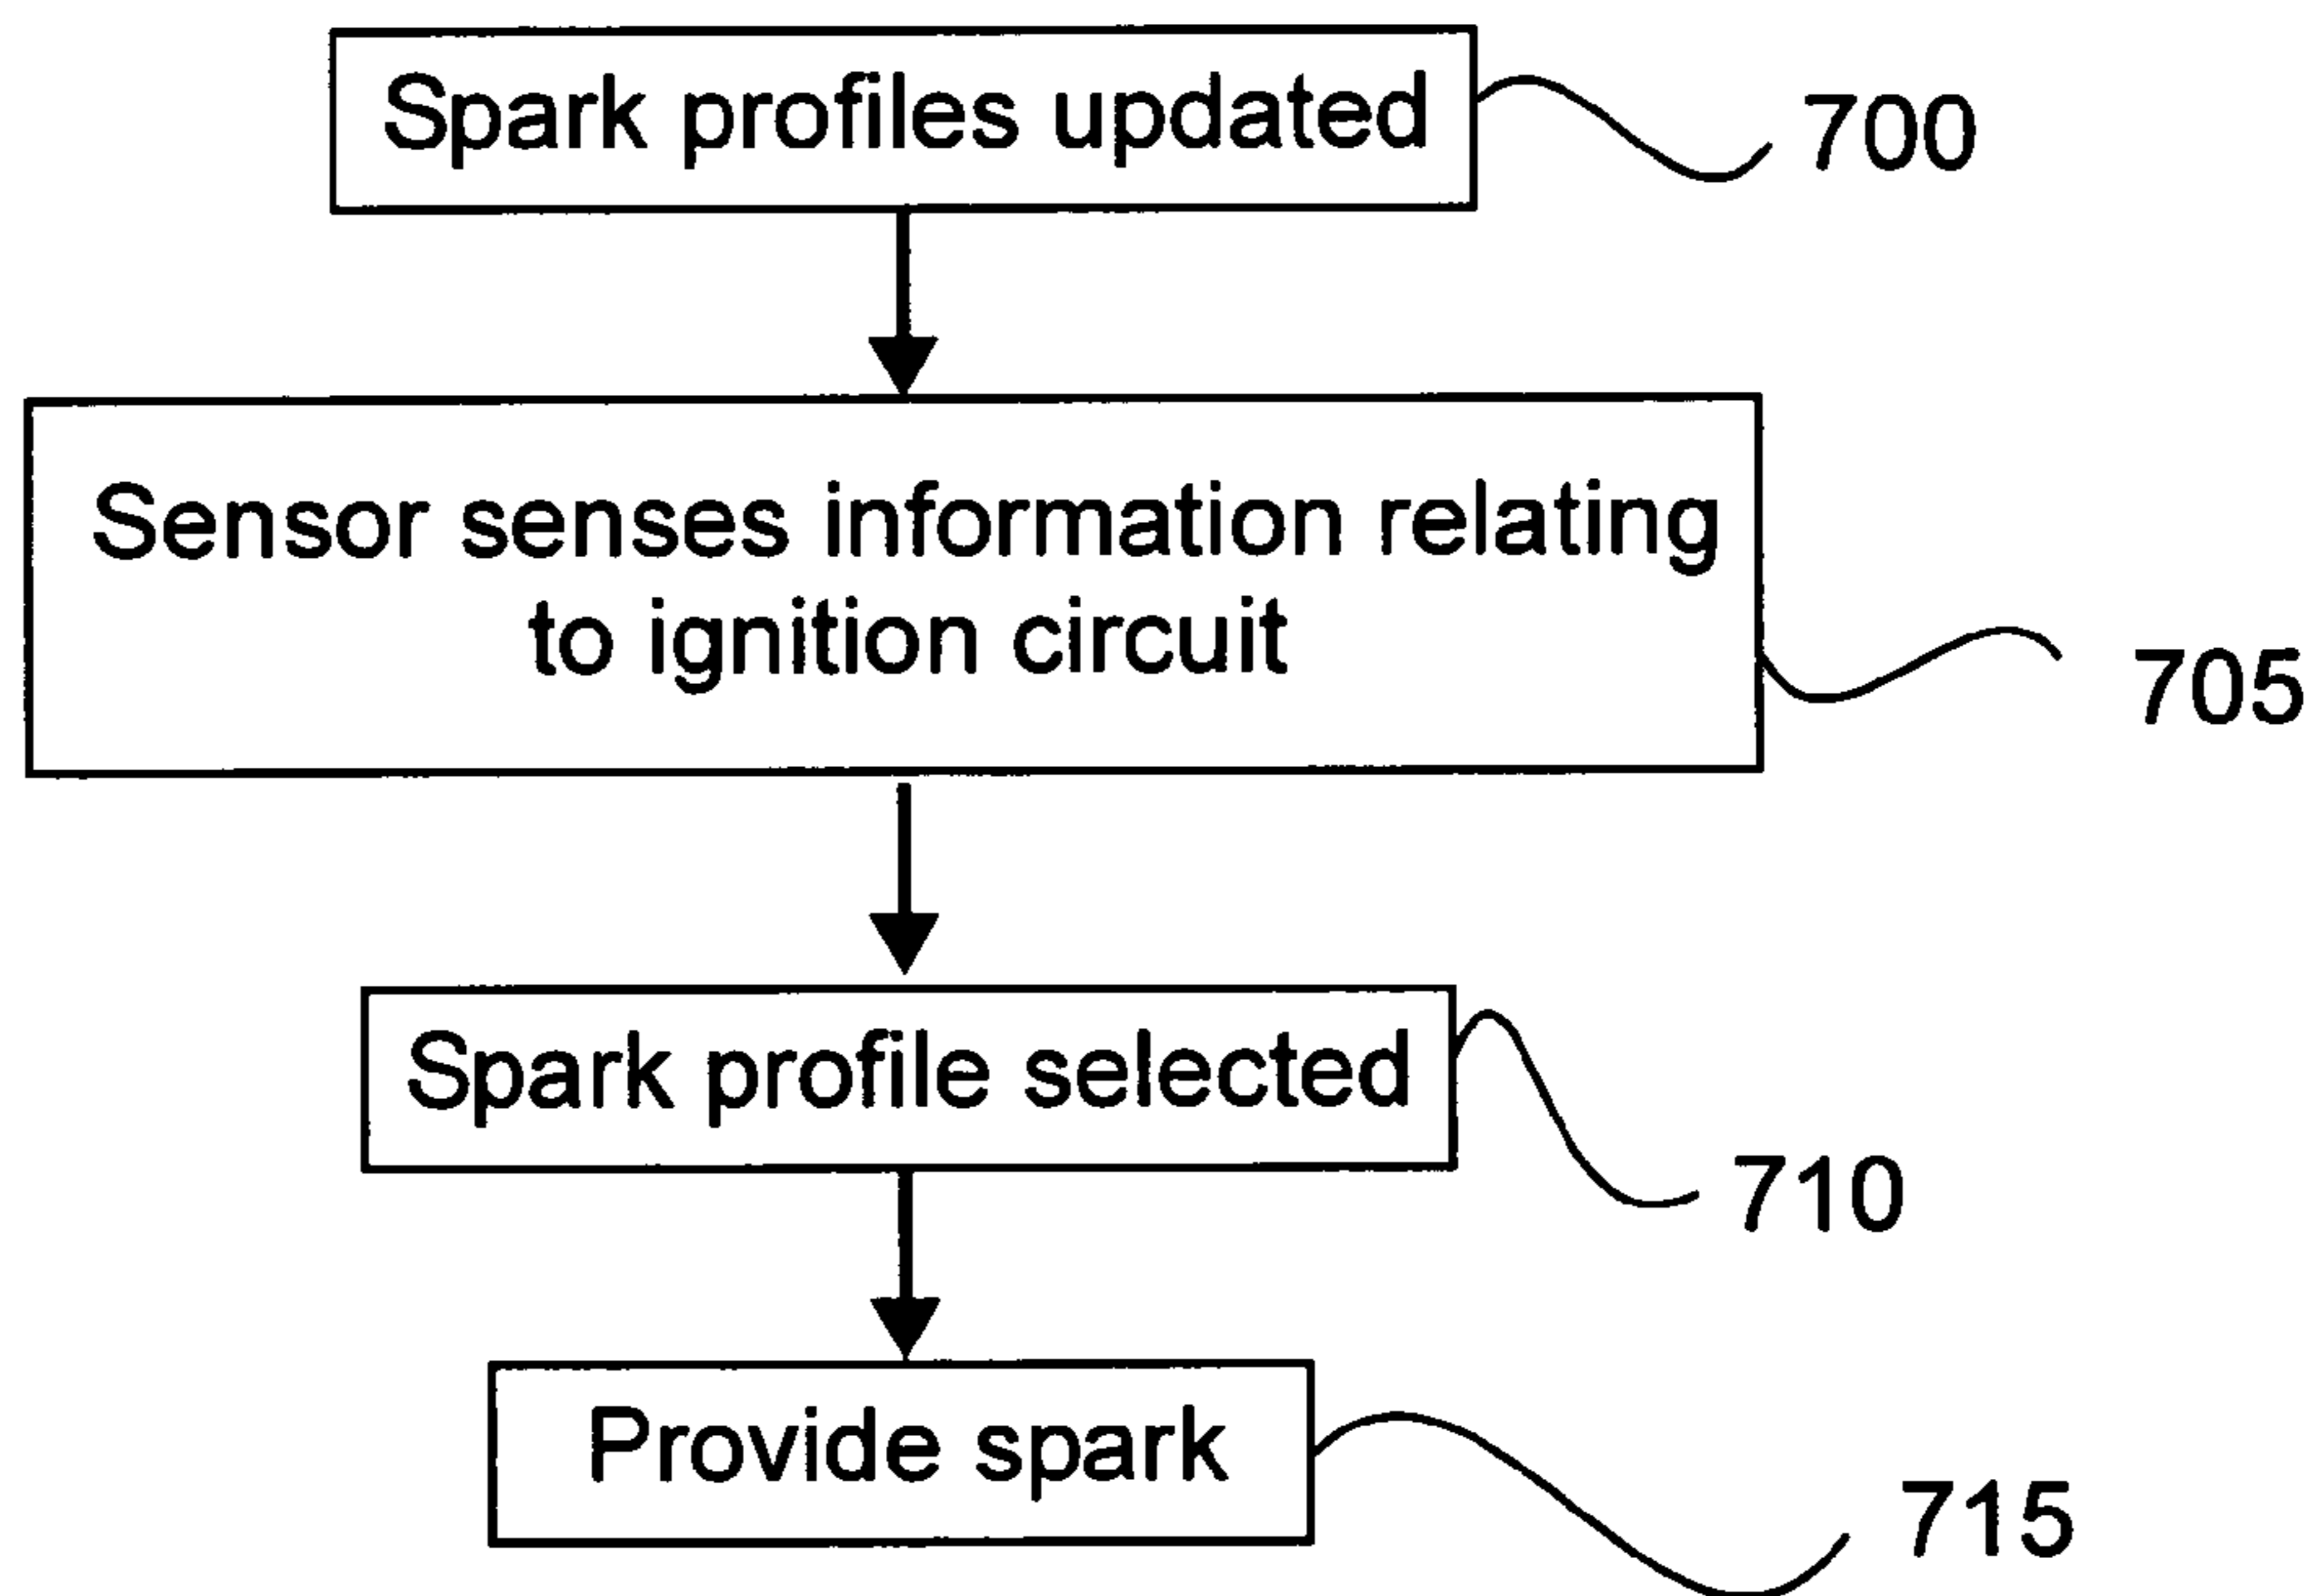 Spark profiles updated
700
Sensor senses information relating
to ignition circuit
705
Spark profile selected
710
Provide spark
715